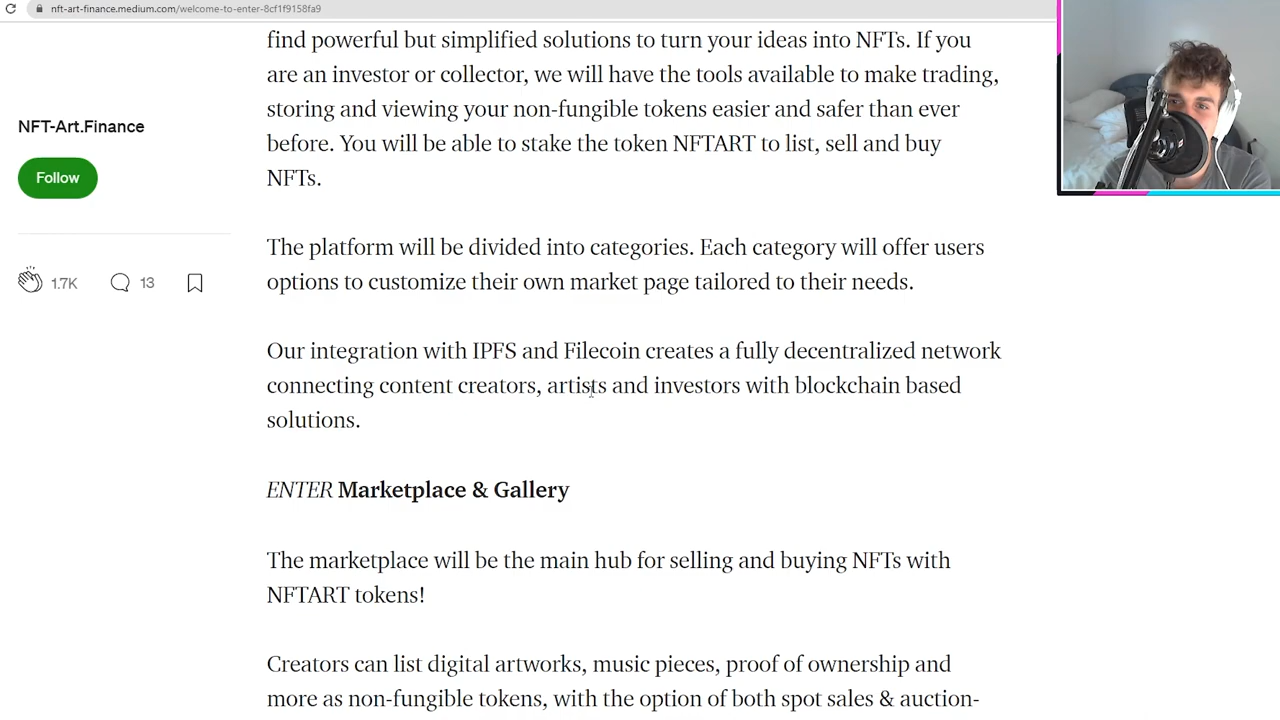 nft-art-finance.medium.com/welcome-to-enter-8cf1f9158fa9
find powerful but simplified solutions to turn your ideas into NFTs. If you
are an investor or collector, we will have the tools available to make trading,
storing and viewing your non-fungible tokens easier and safer than ever
before. You will be able to stake the token NFTART to list, sell and buy
NFTs.
NFT-Art.Finance
Follow
1.7K
13
The platform will be divided into categories. Each category will offer users
options to customize their own market page tailored to their needs.
Our integration with IPFS and Filecoin creates a fully decentralized network
connecting content creators, artists and investors with blockchain based
solutions.
ENTER Marketplace & Gallery
The marketplace will be the main hub for selling and buying NFTs with
NFTART tokens!
Creators can list digital artworks, music pieces, proof of ownership and
more as non-fungible tokens, with the option of both spot sales & auction-